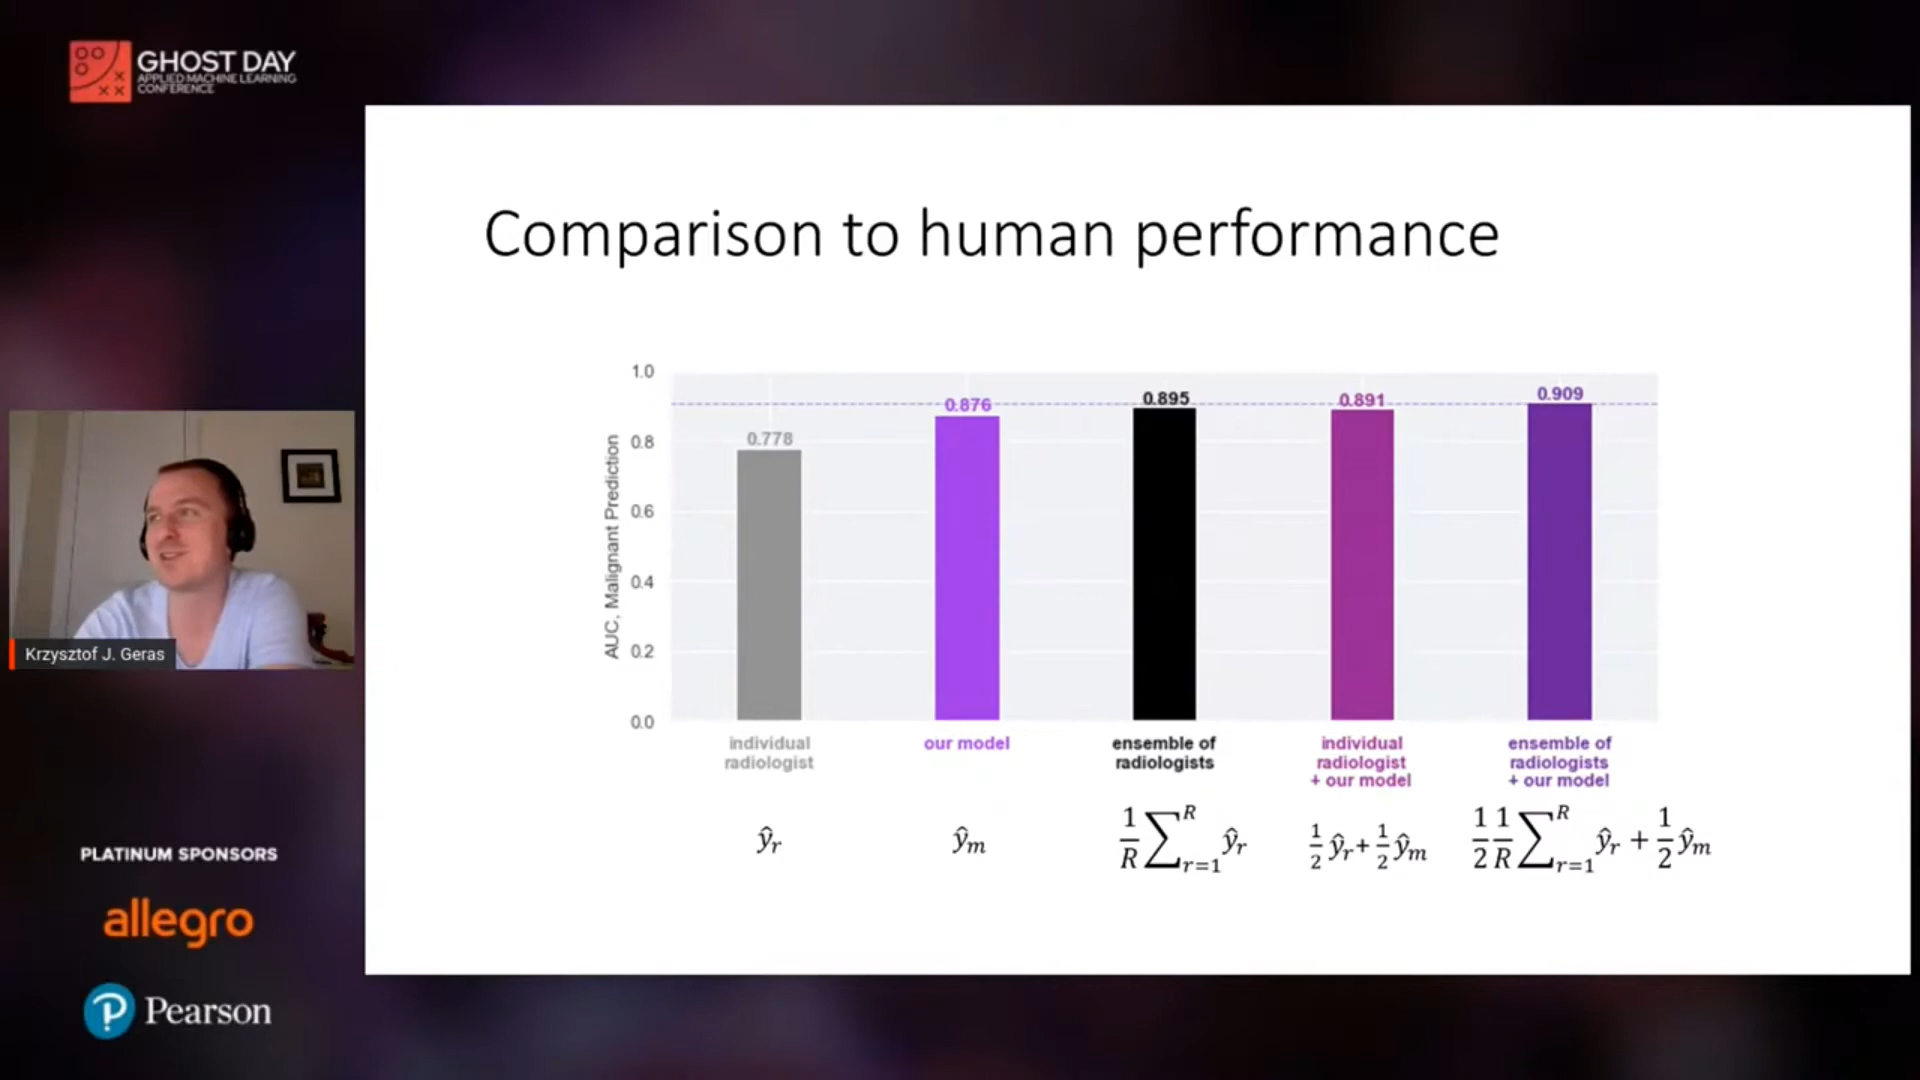 GHOST DAY
APPLIED MACHINE LEARNING
CONFERENCE
Comparison to human performance
AUC, Malignant Prediction
1.0
0.8
0.6
0.4
0.2
0.0
0.778
0.876
0.895
0.891
0.909
individual
radiologist
our model
ensemble of
radiologists
individual
radiologist
+ our model
ensemble of
radiologists
+ our model
ŷᵣ
ŷₘ
1/R ∑ᵣ₌₁ᴿ ŷᵣ
1/2 ŷᵣ + 1/2 ŷₘ
1/2 1/R ∑ᵣ₌₁ᴿ ŷᵣ + 1/2 ŷₘ
Krzysztof J. Geras
PLATINUM SPONSORS
allegro
P Pearson